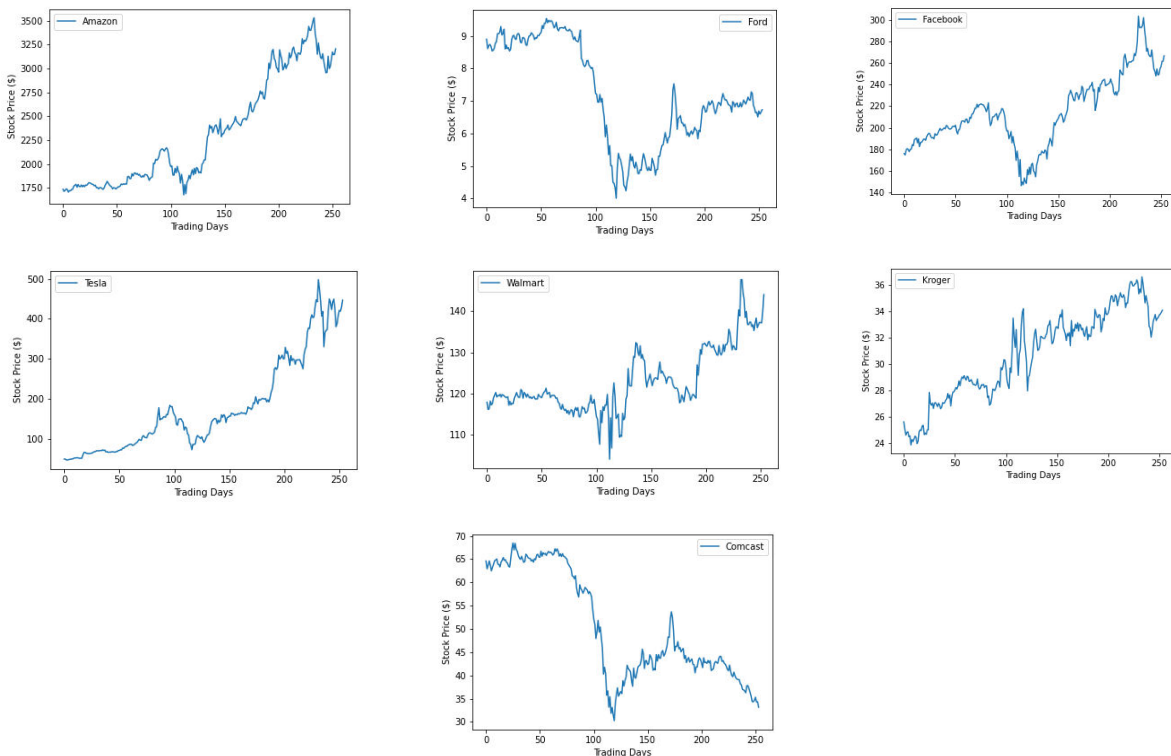 Amazon
3500
3250
3000
2750
2500
2250
2000
1750
0 50 100 150 200 250
Trading Days
Stock Price ($)
Ford
9
8
7
6
5
4
0 50 100 150 200 250
Trading Days
Stock Price ($)
Facebook
300
280
260
240
220
200
180
160
140
0 50 100 150 200 250
Trading Days
Stock Price ($)
Tesla
500
400
300
200
100
0 50 100 150 200 250
Trading Days
Stock Price ($)
Walmart
140
130
120
110
0 50 100 150 200 250
Trading Days
Stock Price ($)
Kroger
36
34
32
30
28
26
24
0 50 100 150 200 250
Trading Days
Stock Price ($)
Comcast
70
65
60
55
50
45
40
35
30
0 50 100 150 200 250
Trading Days
Stock Price ($)